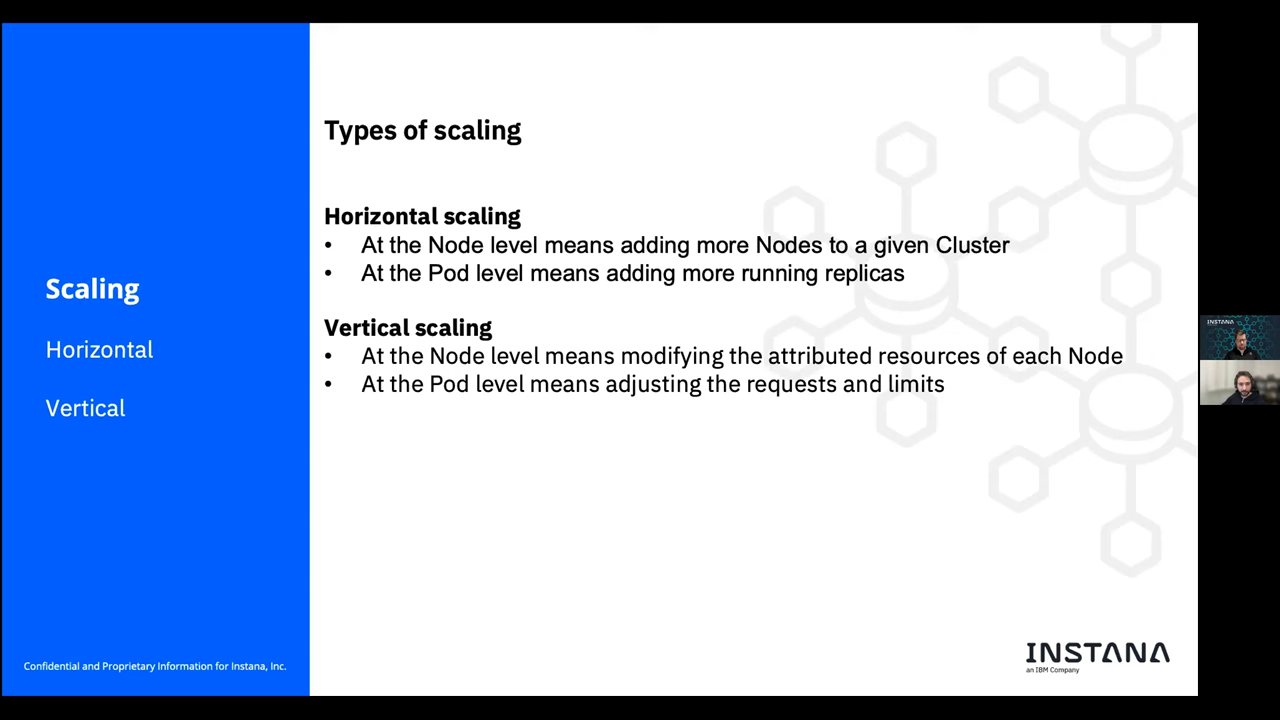 Scaling
Horizontal
Vertical
Confidential and Proprietary Information for Instana, Inc.
Types of scaling
Horizontal scaling
• At the Node level means adding more Nodes to a given Cluster
• At the Pod level means adding more running replicas
Vertical scaling
• At the Node level means modifying the attributed resources of each Node
• At the Pod level means adjusting the requests and limits
INSTANA
an IBM Company
INSTANA